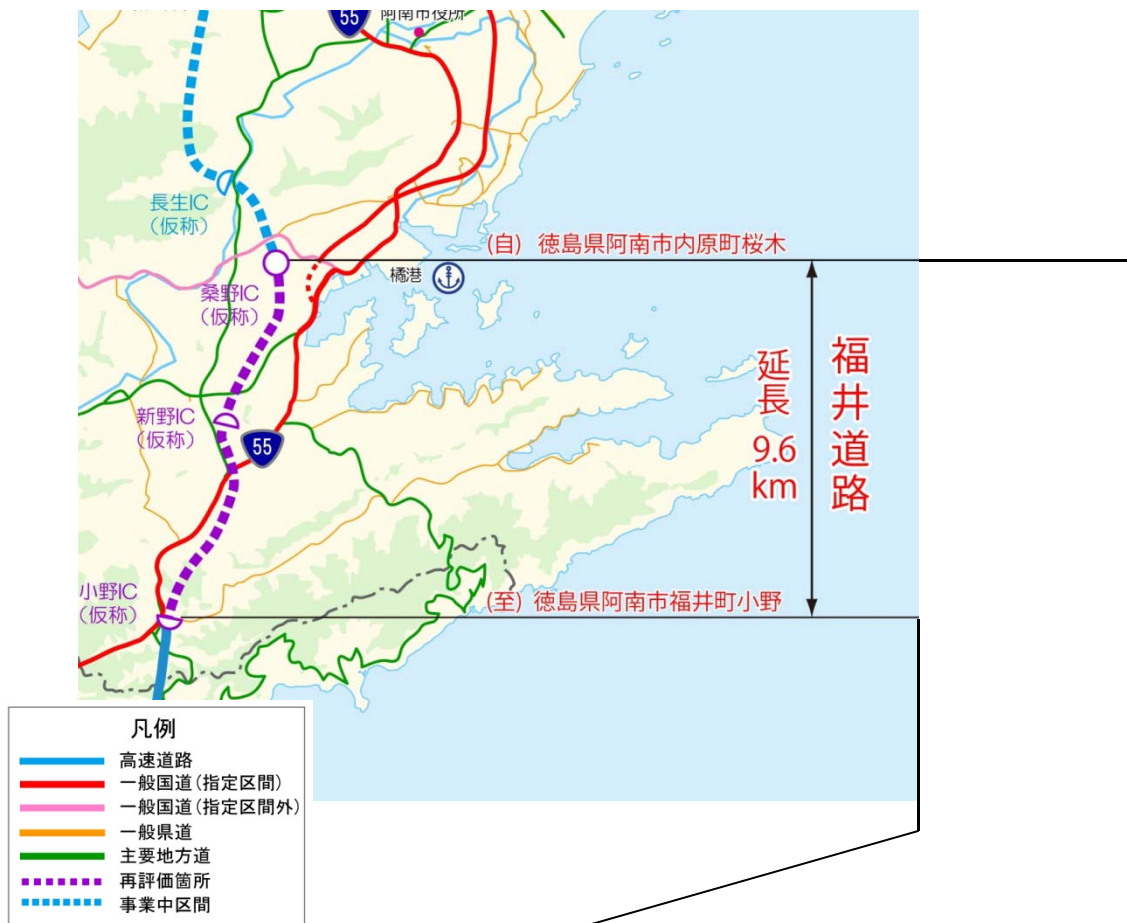 55
阿南市役所
長生IC
(仮称)
(自) 徳島県阿南市内原町桜木
橘港
桑野IC
(仮称)
福井道路
延長 9.6 km
新野IC
(仮称)
55
小野IC
(仮称)
(至) 徳島県阿南市福井町小野
凡例
高速道路
一般国道(指定区間)
一般国道(指定区間外)
一般県道
主要地方道
再評価箇所
事業中区間